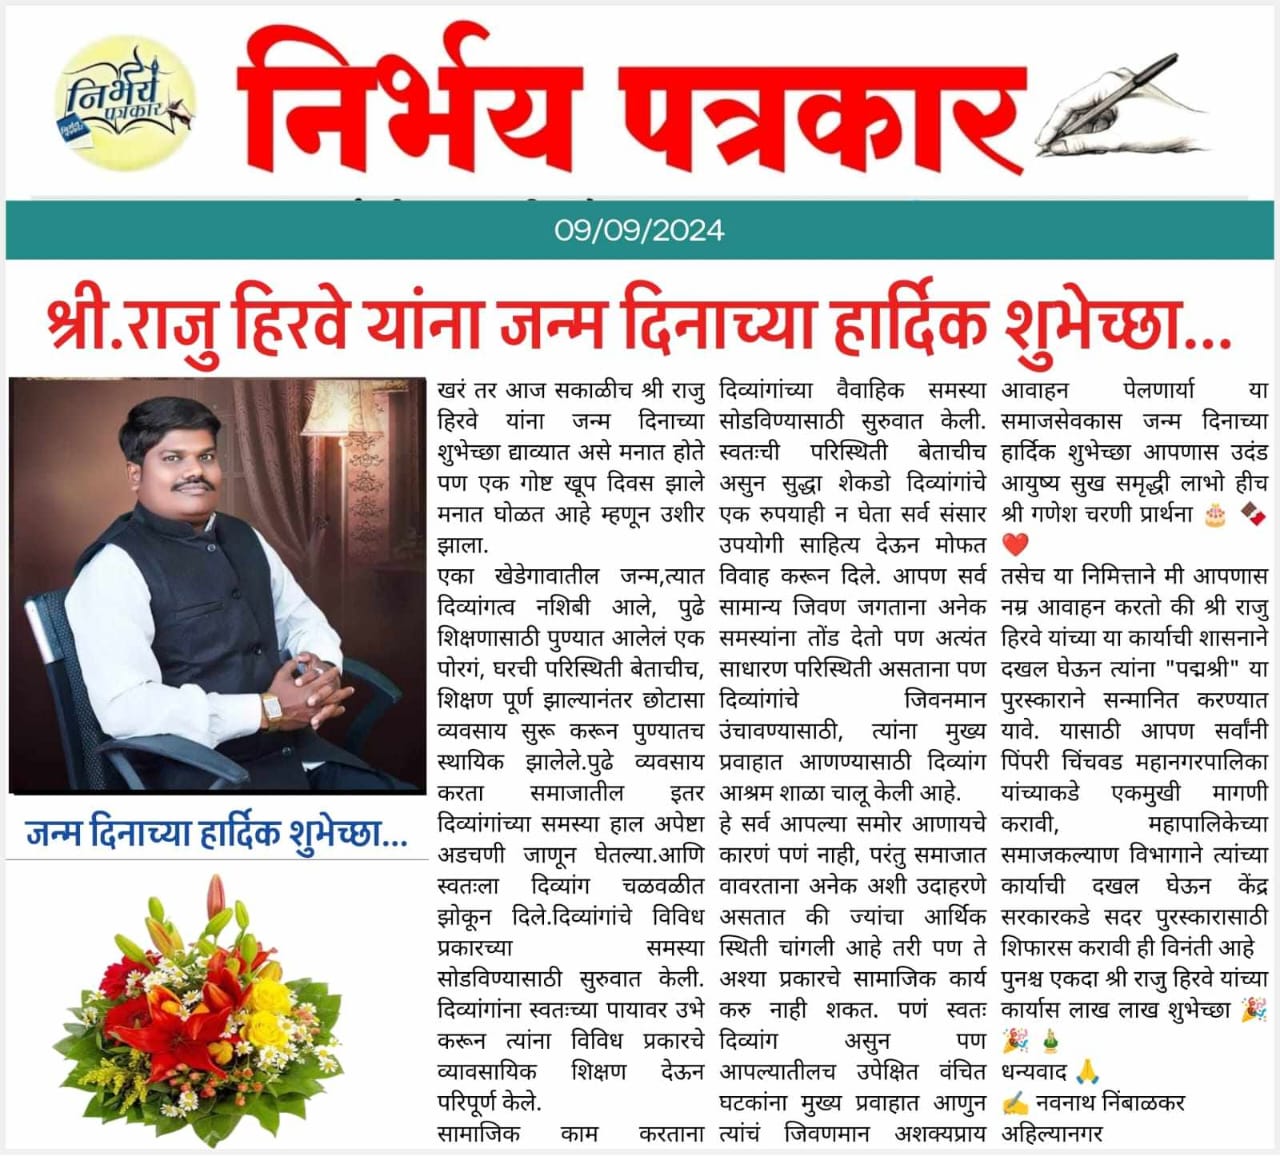 निर्भय
पत्रकार
निर्भय पत्रकार
09/09/2024
श्री.राजु हिरवे यांना जन्म दिनाच्या हार्दिक शुभेच्छा...
जन्म दिनाच्या हार्दिक शुभेच्छा...
खरं तर आज सकाळीच श्री राजु
हिरवे यांना जन्म दिनाच्या
शुभेच्छा द्याव्यात असे मनात होते
पण एक गोष्ट खूप दिवस झाले
मनात घोळत आहे म्हणून उशीर
झाला.
एका खेडेगावातील जन्म,त्यात
दिव्यांगत्व नशिबी आले, पुढे
शिक्षणासाठी पुण्यात आलेलं एक
पोरगं, घरची परिस्थिती बेताचीच,
शिक्षण पूर्ण झाल्यानंतर छोटासा
व्यवसाय सुरू करून पुण्यातच
स्थायिक झालेले.पुढे व्यवसाय
करता समाजातील इतर
दिव्यांगांच्या समस्या हाल अपेष्टा
अडचणी जाणून घेतल्या.आणि
स्वतःला दिव्यांग चळवळीत
झोकून दिले.दिव्यांगांचे विविध
प्रकारच्या समस्या
सोडविण्यासाठी सुरुवात केली.
दिव्यांगांना स्वतःच्या पायावर उभे
करून त्यांना विविध प्रकारचे
व्यावसायिक शिक्षण देऊन
परिपूर्ण केले.
सामाजिक काम करताना
दिव्यांगांच्या वैवाहिक समस्या
सोडविण्यासाठी सुरुवात केली.
स्वतःची परिस्थिती बेताचीच
असुन सुद्धा शेकडो दिव्यांगांचे
एक रुपयाही न घेता सर्व संसार
उपयोगी साहित्य देऊन मोफत
विवाह करून दिले. आपण सर्व
सामान्य जिवण जगताना अनेक
समस्यांना तोंड देतो पण अत्यंत
साधारण परिस्थिती असताना पण
दिव्यांगांचे जिवनमान
उंचावण्यासाठी, त्यांना मुख्य
प्रवाहात आणण्यासाठी दिव्यांग
आश्रम शाळा चालू केली आहे.
हे सर्व आपल्या समोर आणायचे
कारणं पणं नाही, परंतु समाजात
वावरताना अनेक अशी उदाहरणे
असतात की ज्यांचा आर्थिक
स्थिती चांगली आहे तरी पण ते
अश्या प्रकारचे सामाजिक कार्य
करु नाही शकत. पणं स्वतः
दिव्यांग असुन पण
आपल्यातीलच उपेक्षित वंचित
घटकांना मुख्य प्रवाहात आणुन
त्यांचं जिवणमान अशक्यप्राय
आवाहन पेलणार्या या
समाजसेवकास जन्म दिनाच्या
हार्दिक शुभेच्छा आपणास उदंड
आयुष्य सुख समृद्धी लाभो हीच
श्री गणेश चरणी प्रार्थना 🎂 🍫
❤️
तसेच या निमित्ताने मी आपणास
नम्र आवाहन करतो की श्री राजु
हिरवे यांच्या या कार्याची शासनाने
दखल घेऊन त्यांना "पद्मश्री" या
पुरस्काराने सन्मानित करण्यात
यावे. यासाठी आपण सर्वांनी
पिंपरी चिंचवड महानगरपालिका
यांच्याकडे एकमुखी मागणी
करावी, महापालिकेच्या
समाजकल्याण विभागाने त्यांच्या
कार्याची दखल घेऊन केंद्र
सरकारकडे सदर पुरस्कारासाठी
शिफारस करावी ही विनंती आहे
पुनश्च एकदा श्री राजु हिरवे यांच्या
कार्यास लाख लाख शुभेच्छा 🎉
🎉 🎍
धन्यवाद 🙏
✍️ नवनाथ निंबाळकर
अहिल्यानगर